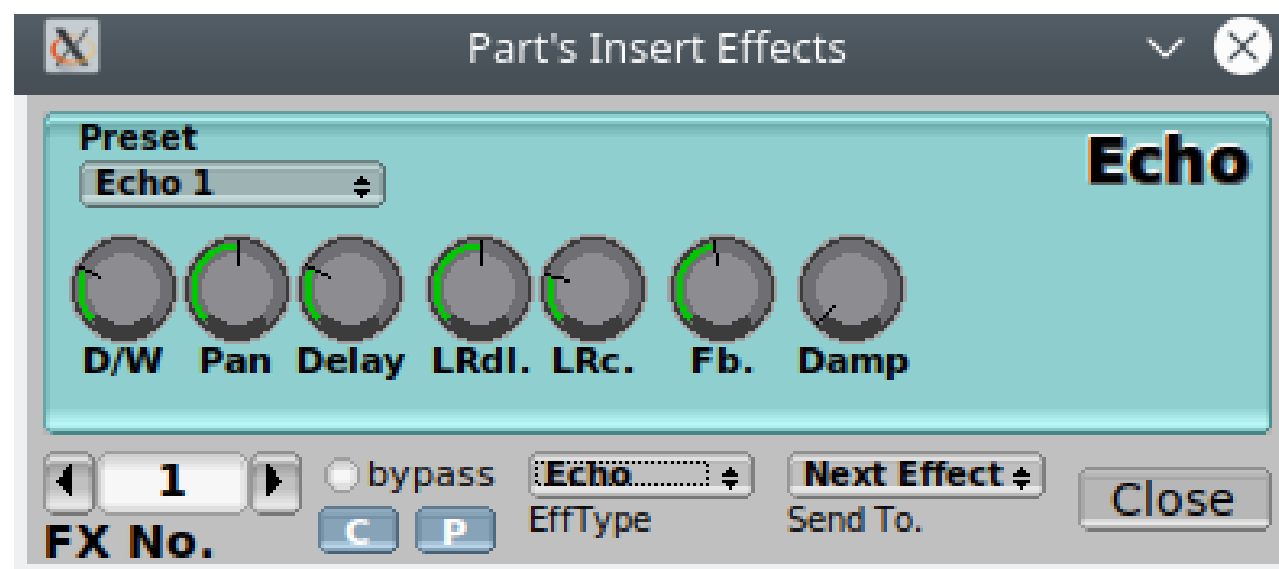 Part's Insert Effects
Preset
Echo
Echo 1
D/W Pan Delay LRdl. LRc. Fb. Damp
1 bypass Echo Next Effect Close
FX No. C P EffType Send To.